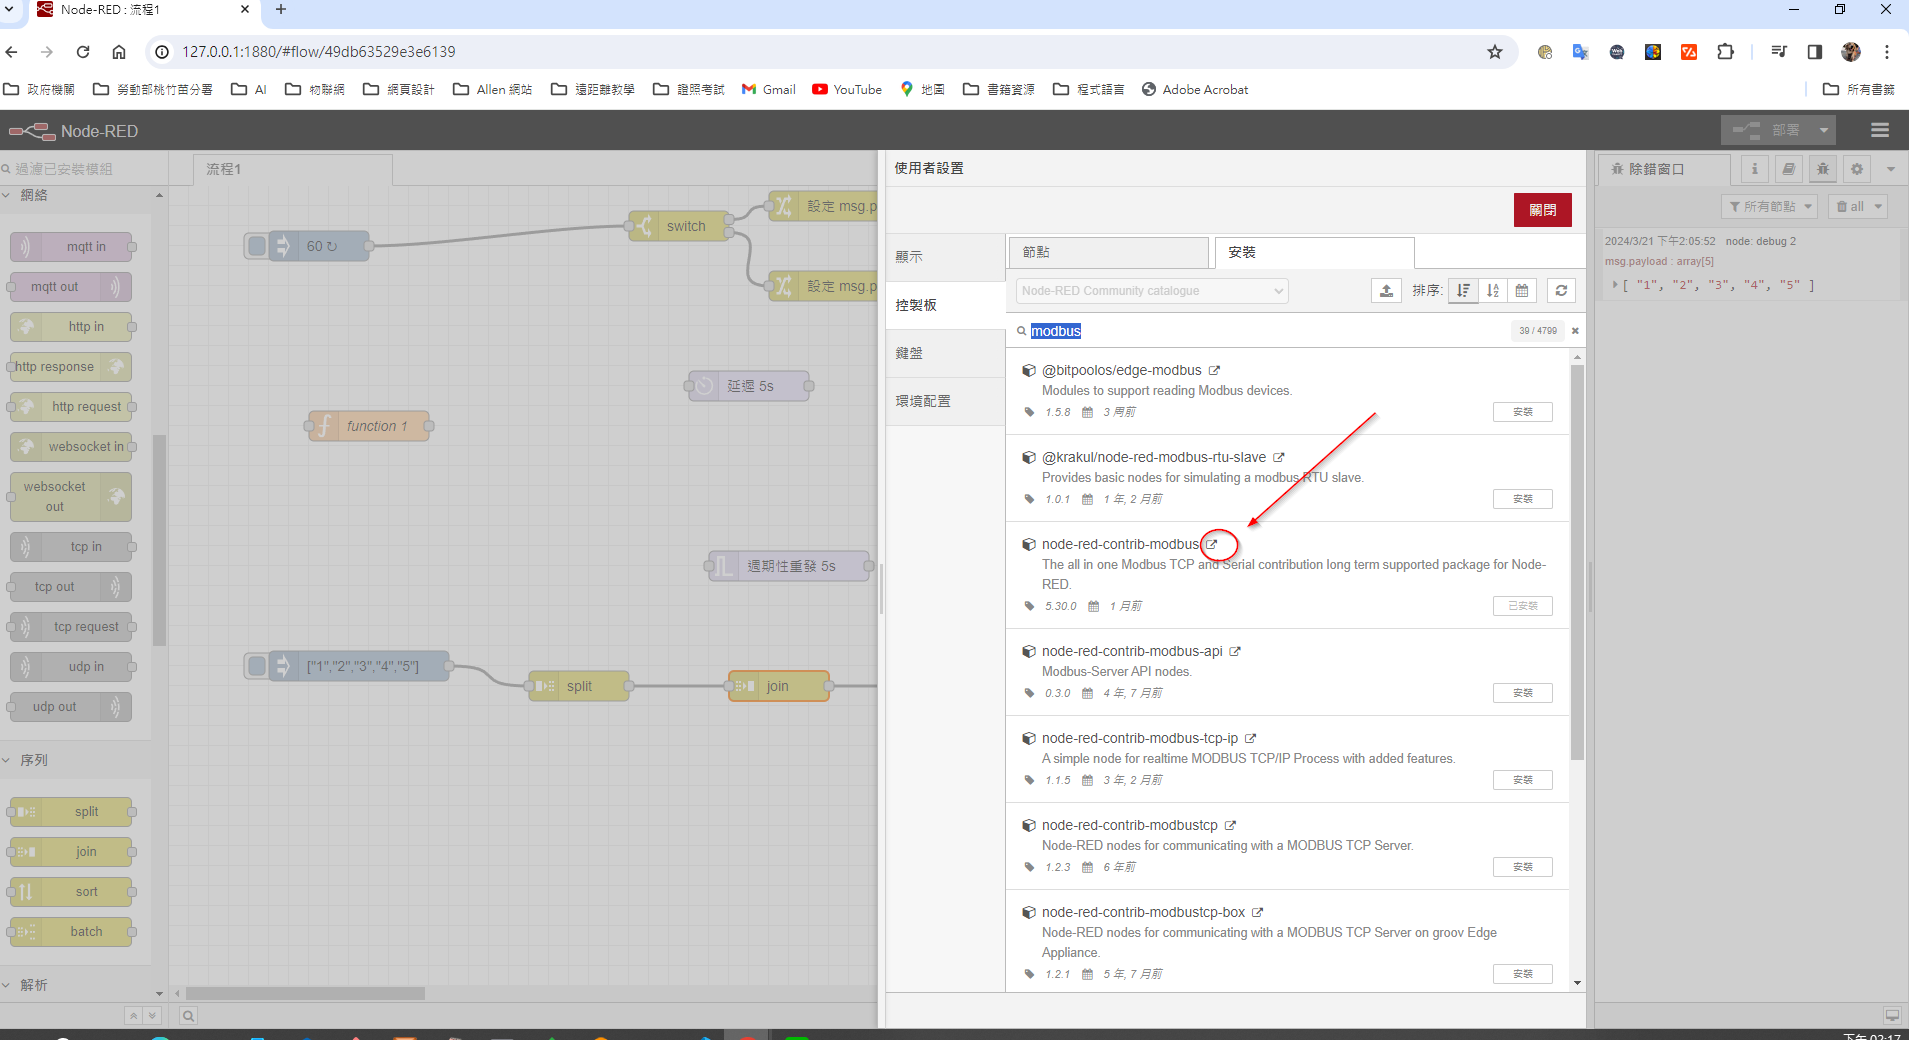 Node-RED : 流程1
127.0.0.1:1880/#flow/49db63529e3e6139
政府機關 勞動部桃竹苗分署 AI 物聯網 網頁設計 Allen 網站 遠距離教學 證照考試 Gmail YouTube 地圖 書籍資源 程式語言 Adobe Acrobat 所有書籤
Node-RED 部署
過濾已安裝模組
網絡
mqtt in
mqtt out
http in
http response
http request
websocket in
websocket
out
tcp in
tcp out
tcp request
udp in
udp out
序列
split
join
sort
batch
解析
流程1
60 ↻
switch
設定 msg.p
設定 msg.p
延遲 5s
function 1
週期性重發 5s
["1","2","3","4","5"]
split
join
使用者設置
關閉
顯示
控製板
鍵盤
環境配置
節點 安裝
Node-RED Community catalogue 排序:
modbus 39 / 4799
@bitpoolos/edge-modbus
Modules to support reading Modbus devices.
1.5.8 3 周前 安裝
@krakul/node-red-modbus-rtu-slave
Provides basic nodes for simulating a modbus RTU slave.
1.0.1 1 年, 2 月前 安裝
node-red-contrib-modbus
The all in one Modbus TCP and Serial contribution long term supported package for Node-
RED.
5.30.0 1 月前 已安裝
node-red-contrib-modbus-api
Modbus-Server API nodes.
0.3.0 4 年, 7 月前 安裝
node-red-contrib-modbus-tcp-ip
A simple node for realtime MODBUS TCP/IP Process with added features.
1.1.5 3 年, 2 月前 安裝
node-red-contrib-modbustcp
Node-RED nodes for communicating with a MODBUS TCP Server.
1.2.3 6 年前 安裝
node-red-contrib-modbustcp-box
Node-RED nodes for communicating with a MODBUS TCP Server on groov Edge
Appliance.
1.2.1 5 年, 7 月前 安裝
除錯窗口
所有節點 all
2024/3/21 下午2:05:52 node: debug 2
msg.payload : array[5]
[ "1", "2", "3", "4", "5" ]
下午 02:17